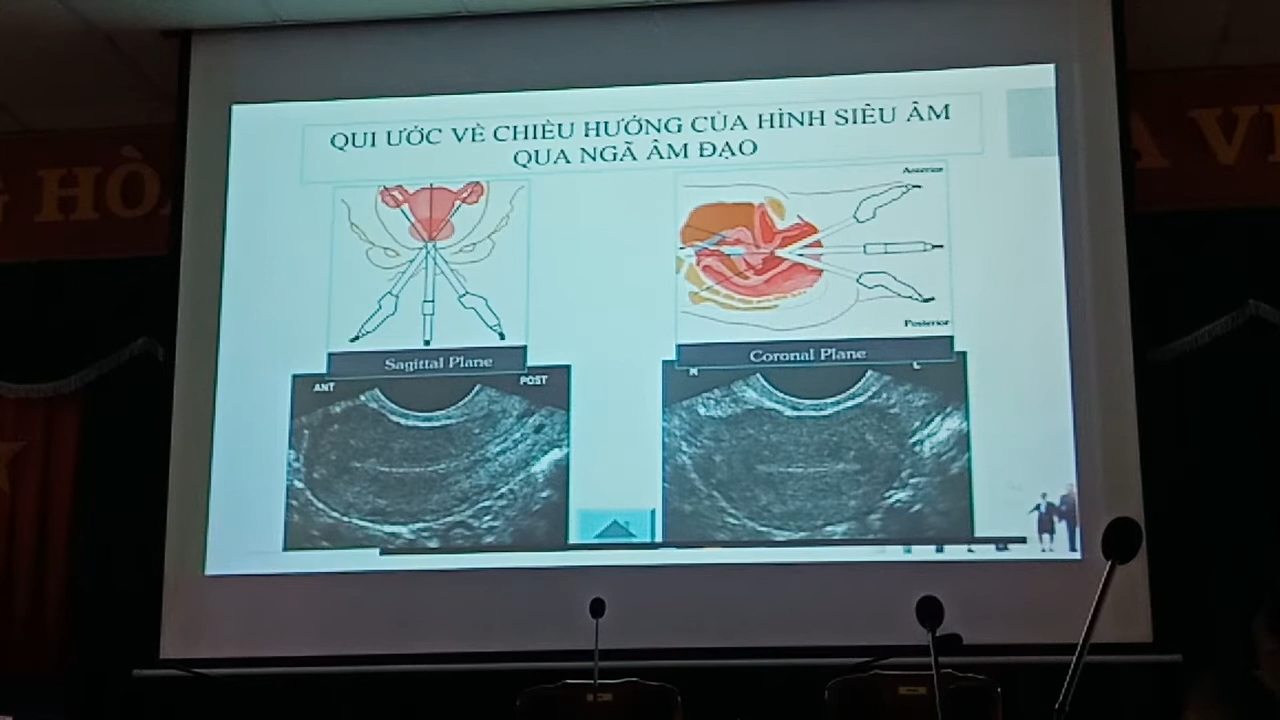 QUI ƯỚC VỀ CHIỀU HƯỚNG CỦA HÌNH SIÊU ÂM
QUA NGÃ ÂM ĐẠO
Anterior
Posterior
Sagittal Plane
Coronal Plane
ANT
POST
L
HÒ
A V